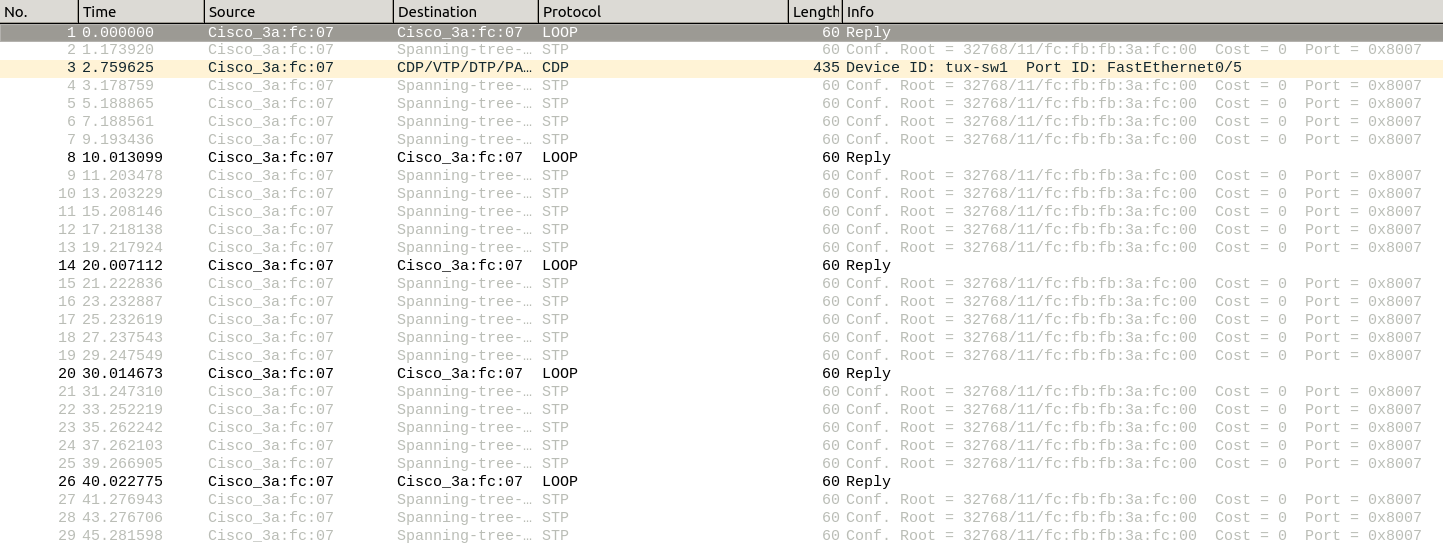 No. Time Source Destination Protocol Length Info
1 0.000000 Cisco_3a:fc:07 Cisco_3a:fc:07 LOOP 60 Reply
2 1.173920 Cisco_3a:fc:07 Spanning-tree-… STP 60 Conf. Root = 32768/11/fc:fb:fb:3a:fc:00 Cost = 0 Port = 0x8007
3 2.759625 Cisco_3a:fc:07 CDP/VTP/DTP/PA… CDP 435 Device ID: tux-sw1 Port ID: FastEthernet0/5
4 3.178759 Cisco_3a:fc:07 Spanning-tree-… STP 60 Conf. Root = 32768/11/fc:fb:fb:3a:fc:00 Cost = 0 Port = 0x8007
5 5.188865 Cisco_3a:fc:07 Spanning-tree-… STP 60 Conf. Root = 32768/11/fc:fb:fb:3a:fc:00 Cost = 0 Port = 0x8007
6 7.188561 Cisco_3a:fc:07 Spanning-tree-… STP 60 Conf. Root = 32768/11/fc:fb:fb:3a:fc:00 Cost = 0 Port = 0x8007
7 9.193436 Cisco_3a:fc:07 Spanning-tree-… STP 60 Conf. Root = 32768/11/fc:fb:fb:3a:fc:00 Cost = 0 Port = 0x8007
8 10.013099 Cisco_3a:fc:07 Cisco_3a:fc:07 LOOP 60 Reply
9 11.203478 Cisco_3a:fc:07 Spanning-tree-… STP 60 Conf. Root = 32768/11/fc:fb:fb:3a:fc:00 Cost = 0 Port = 0x8007
10 13.203229 Cisco_3a:fc:07 Spanning-tree-… STP 60 Conf. Root = 32768/11/fc:fb:fb:3a:fc:00 Cost = 0 Port = 0x8007
11 15.208146 Cisco_3a:fc:07 Spanning-tree-… STP 60 Conf. Root = 32768/11/fc:fb:fb:3a:fc:00 Cost = 0 Port = 0x8007
12 17.218138 Cisco_3a:fc:07 Spanning-tree-… STP 60 Conf. Root = 32768/11/fc:fb:fb:3a:fc:00 Cost = 0 Port = 0x8007
13 19.217924 Cisco_3a:fc:07 Spanning-tree-… STP 60 Conf. Root = 32768/11/fc:fb:fb:3a:fc:00 Cost = 0 Port = 0x8007
14 20.007112 Cisco_3a:fc:07 Cisco_3a:fc:07 LOOP 60 Reply
15 21.222836 Cisco_3a:fc:07 Spanning-tree-… STP 60 Conf. Root = 32768/11/fc:fb:fb:3a:fc:00 Cost = 0 Port = 0x8007
16 23.232887 Cisco_3a:fc:07 Spanning-tree-… STP 60 Conf. Root = 32768/11/fc:fb:fb:3a:fc:00 Cost = 0 Port = 0x8007
17 25.232619 Cisco_3a:fc:07 Spanning-tree-… STP 60 Conf. Root = 32768/11/fc:fb:fb:3a:fc:00 Cost = 0 Port = 0x8007
18 27.237543 Cisco_3a:fc:07 Spanning-tree-… STP 60 Conf. Root = 32768/11/fc:fb:fb:3a:fc:00 Cost = 0 Port = 0x8007
19 29.247549 Cisco_3a:fc:07 Spanning-tree-… STP 60 Conf. Root = 32768/11/fc:fb:fb:3a:fc:00 Cost = 0 Port = 0x8007
20 30.014673 Cisco_3a:fc:07 Cisco_3a:fc:07 LOOP 60 Reply
21 31.247310 Cisco_3a:fc:07 Spanning-tree-… STP 60 Conf. Root = 32768/11/fc:fb:fb:3a:fc:00 Cost = 0 Port = 0x8007
22 33.252219 Cisco_3a:fc:07 Spanning-tree-… STP 60 Conf. Root = 32768/11/fc:fb:fb:3a:fc:00 Cost = 0 Port = 0x8007
23 35.262242 Cisco_3a:fc:07 Spanning-tree-… STP 60 Conf. Root = 32768/11/fc:fb:fb:3a:fc:00 Cost = 0 Port = 0x8007
24 37.262103 Cisco_3a:fc:07 Spanning-tree-… STP 60 Conf. Root = 32768/11/fc:fb:fb:3a:fc:00 Cost = 0 Port = 0x8007
25 39.266905 Cisco_3a:fc:07 Spanning-tree-… STP 60 Conf. Root = 32768/11/fc:fb:fb:3a:fc:00 Cost = 0 Port = 0x8007
26 40.022775 Cisco_3a:fc:07 Cisco_3a:fc:07 LOOP 60 Reply
27 41.276943 Cisco_3a:fc:07 Spanning-tree-… STP 60 Conf. Root = 32768/11/fc:fb:fb:3a:fc:00 Cost = 0 Port = 0x8007
28 43.276706 Cisco_3a:fc:07 Spanning-tree-… STP 60 Conf. Root = 32768/11/fc:fb:fb:3a:fc:00 Cost = 0 Port = 0x8007
29 45.281598 Cisco_3a:fc:07 Spanning-tree-… STP 60 Conf. Root = 32768/11/fc:fb:fb:3a:fc:00 Cost = 0 Port = 0x8007